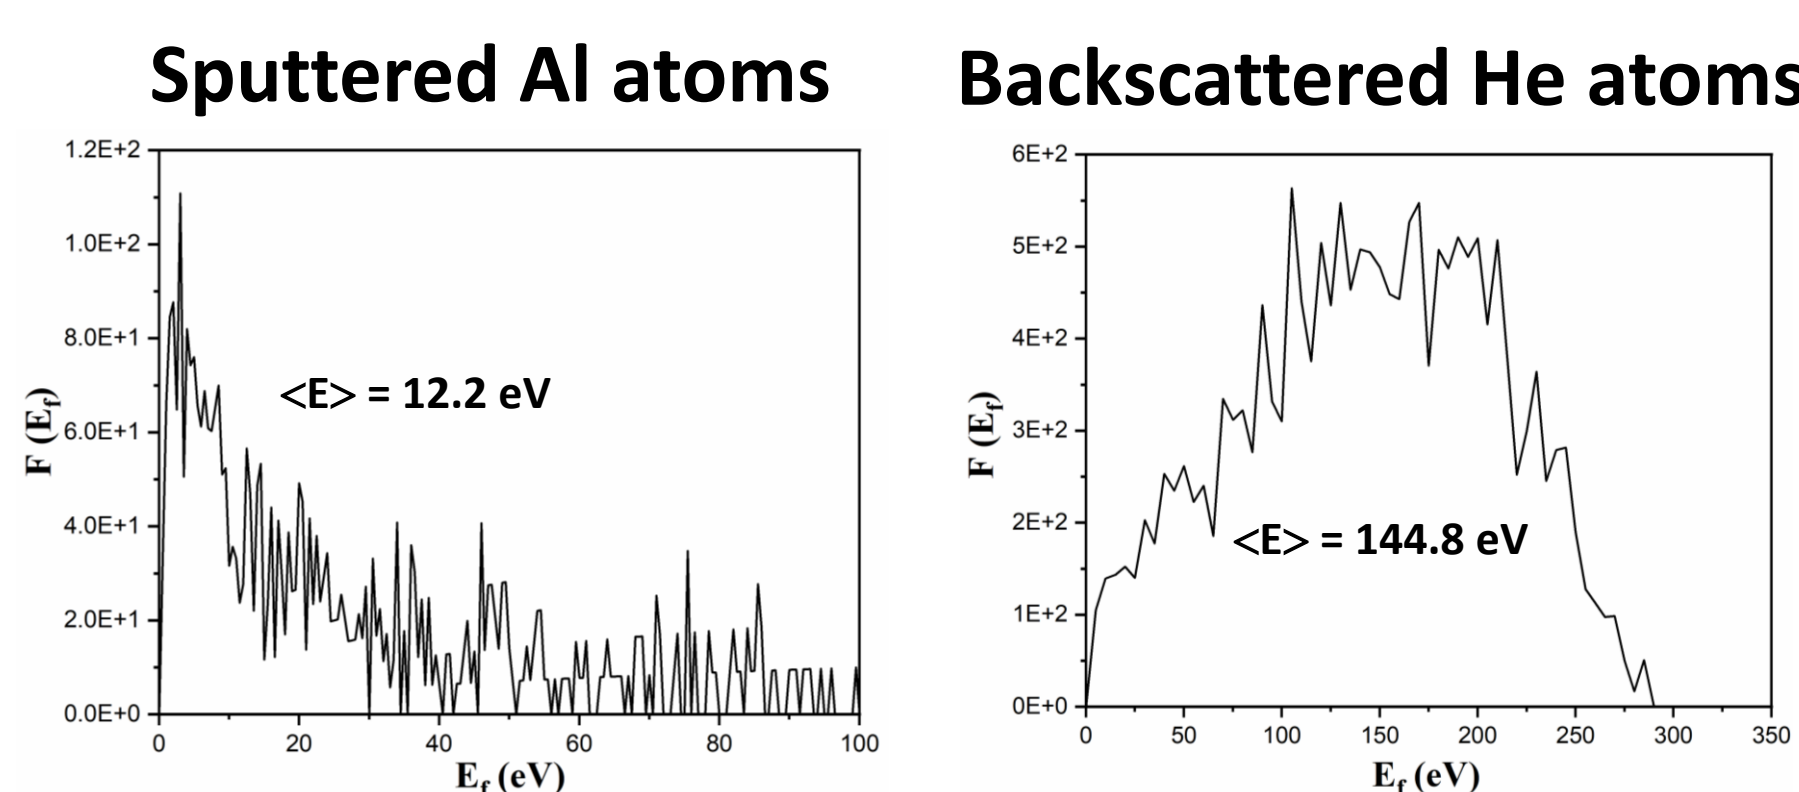 Sputtered Al atoms
1.2E+2
1.0E+2
8.0E+1
6.0E+1
4.0E+1
2.0E+1
0.0E+0
F (Ef)
<E> = 12.2 eV
0 20 40 60 80 100
Ef (eV)
Backscattered He atoms
6E+2
5E+2
4E+2
3E+2
2E+2
1E+2
0E+0
F (Ef)
<E> = 144.8 eV
0 50 100 150 200 250 300 350
Ef (eV)